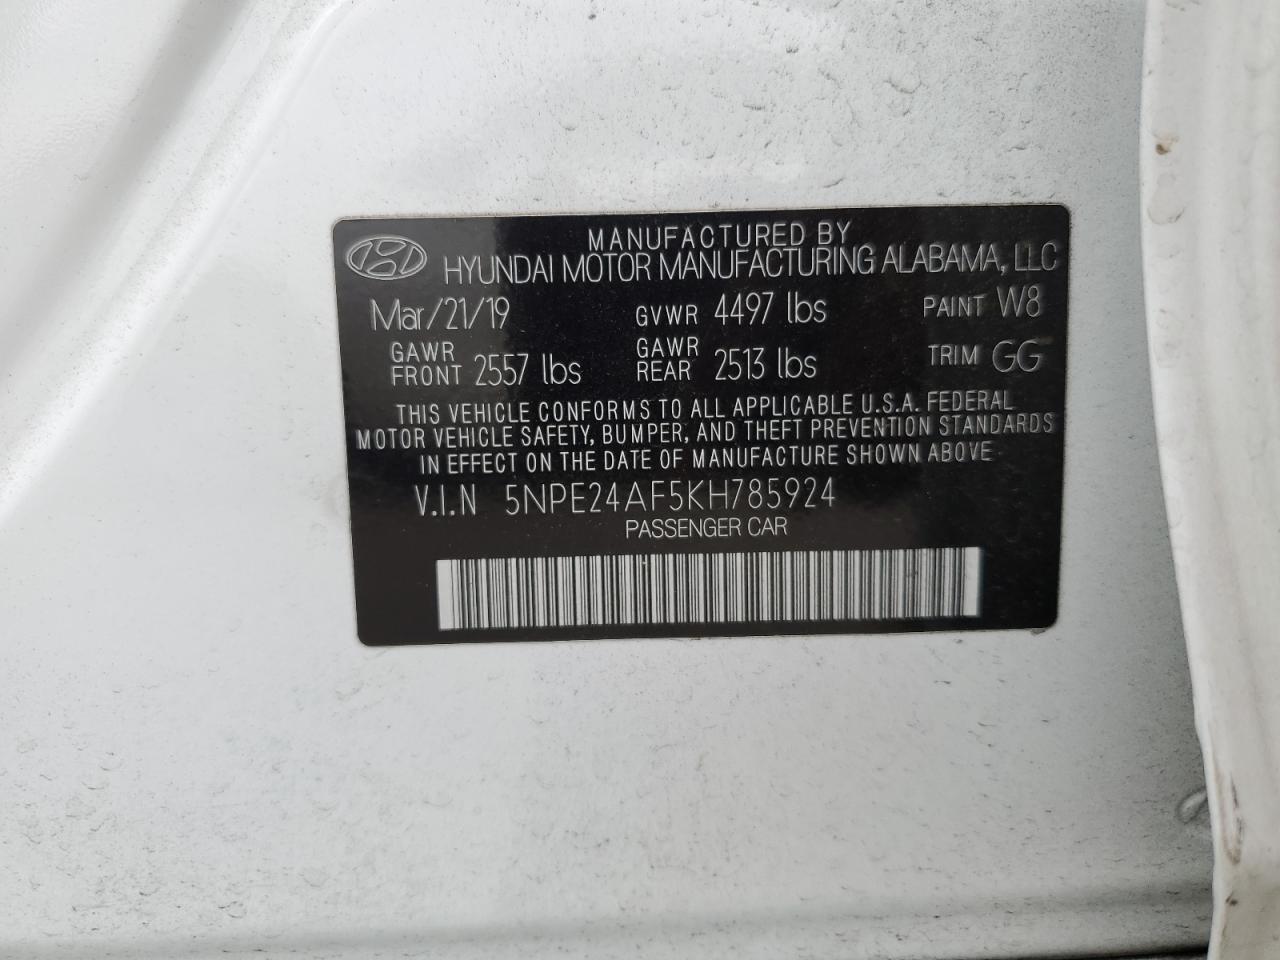 MANUFACTURED BY
HYUNDAI MOTOR MANUFACTURING ALABAMA, LLC
Mar/21/19 GVWR 4497 lbs PAINT W8
GAWR FRONT 2557 lbs GAWR REAR 2513 lbs TRIM GG
THIS VEHICLE CONFORMS TO ALL APPLICABLE U.S.A. FEDERAL
MOTOR VEHICLE SAFETY, BUMPER, AND THEFT PREVENTION STANDARDS
IN EFFECT ON THE DATE OF MANUFACTURE SHOWN ABOVE
V.I.N 5NPE24AF5KH785924
PASSENGER CAR